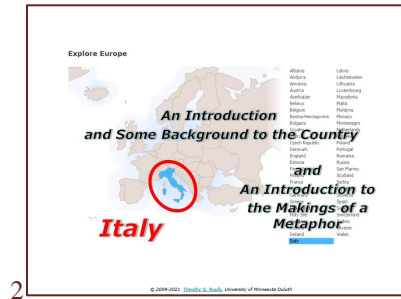 Explore Europe
Albania Latvia
Andorra Liechtenstein
Armenia Lithuania
Austria Luxembourg
Azerbaijan Macedonia
Belarus Malta
Belgium Moldova
Bosnia-Herzegovina Monaco
Bulgaria Montenegro
An Introduction
and Some Background to the Country
Czech Republic Poland
Denmark Portugal
England Romania
Estonia Russia
San Marino
Scotland
France Serbia
and
An Introduction to
the Makings of a
Metaphor
Holy See Switzerland
Ireland Wales
Italy
Italy
© 2009-2021 Timothy G. Roufs, University of Minnesota Duluth
2